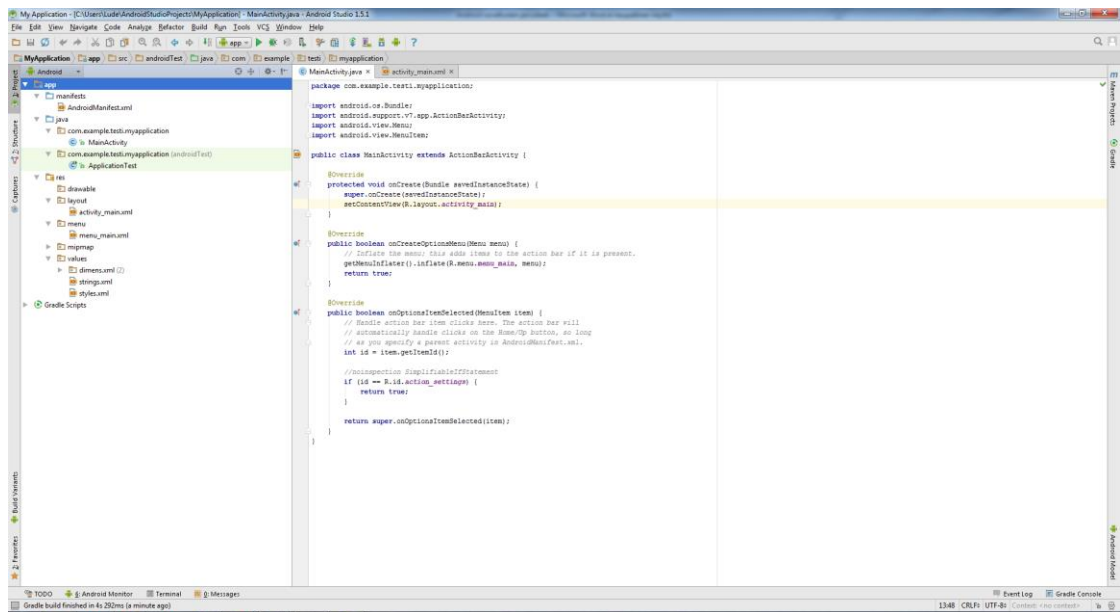 My Application - [C:\Users\Lude\AndroidStudioProjects\MyApplication] - MainActivity.java - Android Studio 1.5.1
File Edit View Navigate Code Analyze Refactor Build Run Tools VCS Window Help
app
MyApplication app src androidTest java com example testi myapplication
Android
MainActivity.java activity_main.xml
app
manifests
AndroidManifest.xml
java
com.example.testi.myapplication
MainActivity
com.example.testi.myapplication (androidTest)
ApplicationTest
res
drawable
layout
activity_main.xml
menu
menu_main.xml
mipmap
values
dimens.xml (2)
strings.xml
styles.xml
Gradle Scripts
package com.example.testi.myapplication;
import android.os.Bundle;
import android.support.v7.app.ActionBarActivity;
import android.view.Menu;
import android.view.MenuItem;
public class MainActivity extends ActionBarActivity {
@Override
protected void onCreate(Bundle savedInstanceState) {
super.onCreate(savedInstanceState);
setContentView(R.layout.activity_main);
}
@Override
public boolean onCreateOptionsMenu(Menu menu) {
// Inflate the menu; this adds items to the action bar if it is present.
getMenuInflater().inflate(R.menu.menu_main, menu);
return true;
}
@Override
public boolean onOptionsItemSelected(MenuItem item) {
// Handle action bar item clicks here. The action bar will
// automatically handle clicks on the Home/Up button, so long
// as you specify a parent activity in AndroidManifest.xml.
int id = item.getItemId();
//noinspection SimplifiableIfStatement
if (id == R.id.action_settings) {
return true;
}
return super.onOptionsItemSelected(item);
}
}
1: Project
7: Structure
Captures
Build Variants
2: Favorites
Maven Projects
Gradle
Android Model
TODO 6: Android Monitor Terminal 0: Messages
Event Log Gradle Console
Gradle build finished in 4s 292ms (a minute ago)
13:48 CRLF÷ UTF-8÷ Context: <no context>